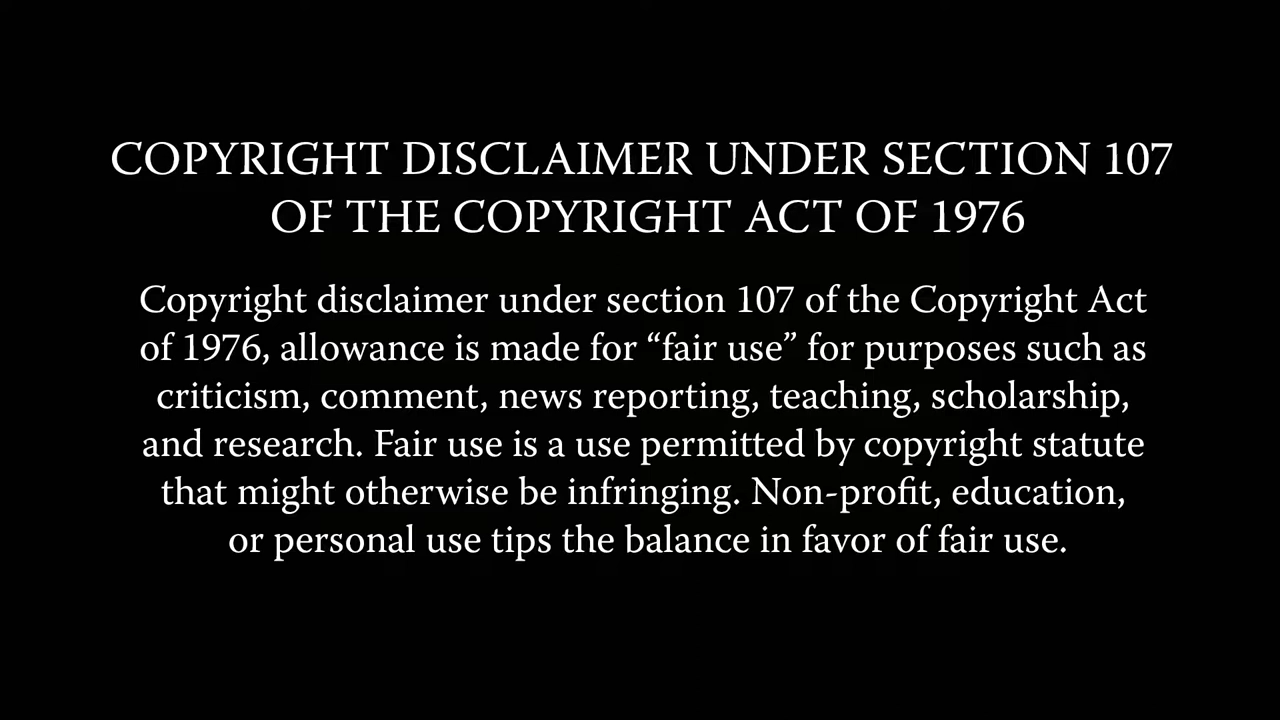 COPYRIGHT DISCLAIMER UNDER SECTION 107
OF THE COPYRIGHT ACT OF 1976
Copyright disclaimer under section 107 of the Copyright Act
of 1976, allowance is made for “fair use” for purposes such as
criticism, comment, news reporting, teaching, scholarship,
and research. Fair use is a use permitted by copyright statute
that might otherwise be infringing. Non-profit, education,
or personal use tips the balance in favor of fair use.